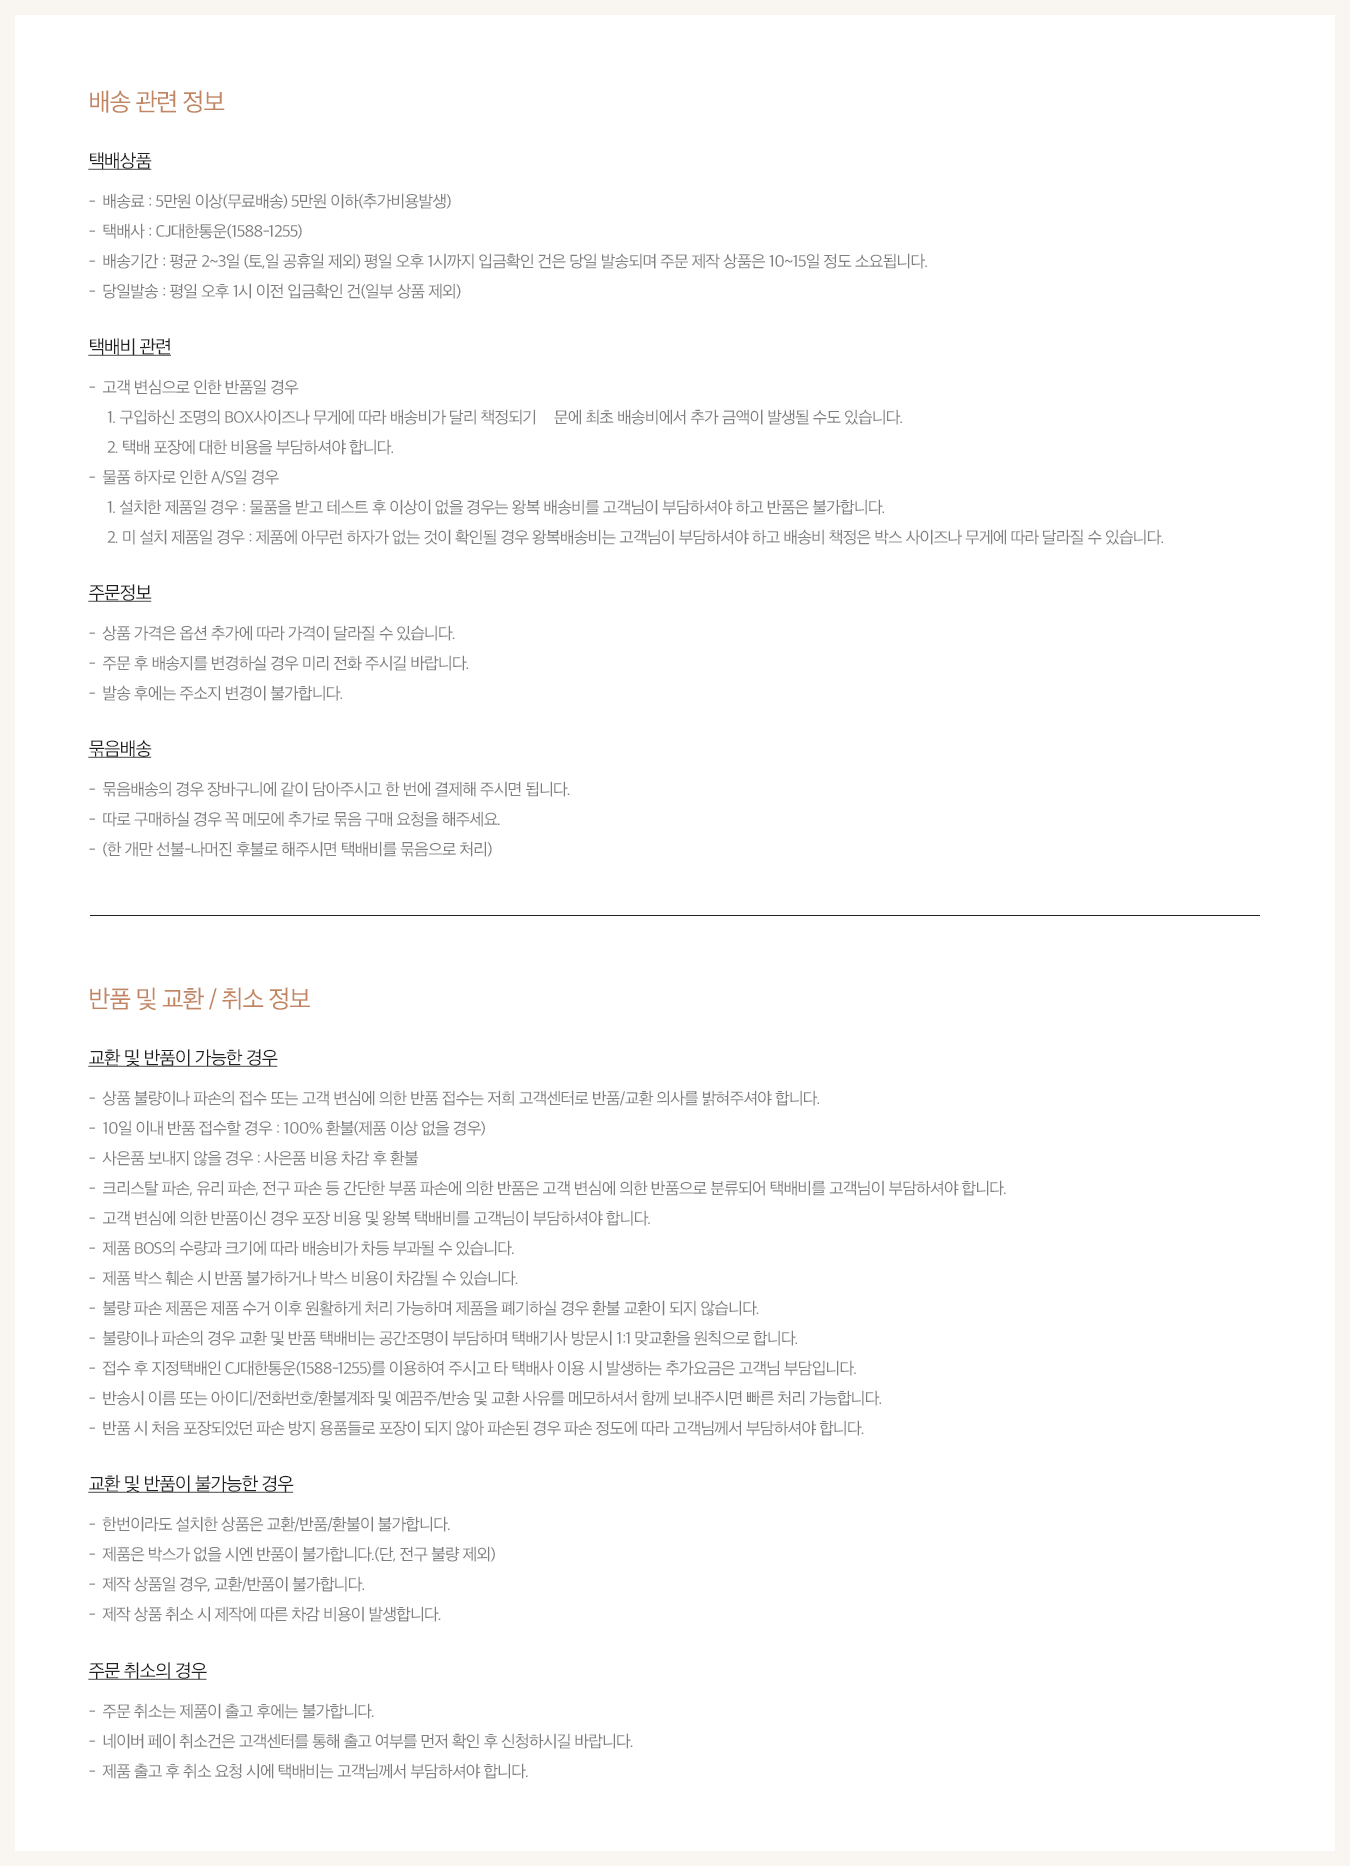 배송 관련 정보
택배상품
- 배송료 : 5만원 이상(무료배송) 5만원 이하(추가비용발생)
- 택배사 : CJ대한통운(1588-1255)
- 배송기간 : 평균 2~3일 (토,일 공휴일 제외) 평일 오후 1시까지 입금확인 건은 당일 발송되며 주문 제작 상품은 10~15일 정도 소요됩니다.
- 당일발송 : 평일 오후 1시 이전 입금확인 건(일부 상품 제외)
택배비 관련
- 고객 변심으로 인한 반품일 경우
1. 구입하신 조명의 BOX사이즈나 무게에 따라 배송비가 달리 책정되기 문에 최초 배송비에서 추가 금액이 발생될 수도 있습니다.
2. 택배 포장에 대한 비용을 부담하셔야 합니다.
- 물품 하자로 인한 A/S일 경우
1. 설치한 제품일 경우 : 물품을 받고 테스트 후 이상이 없을 경우는 왕복 배송비를 고객님이 부담하셔야 하고 반품은 불가합니다.
2. 미 설치 제품일 경우 : 제품에 아무런 하자가 없는 것이 확인될 경우 왕복배송비는 고객님이 부담하셔야 하고 배송비 책정은 박스 사이즈나 무게에 따라 달라질 수 있습니다.
주문정보
- 상품 가격은 옵션 추가에 따라 가격이 달라질 수 있습니다.
- 주문 후 배송지를 변경하실 경우 미리 전화 주시길 바랍니다.
- 발송 후에는 주소지 변경이 불가합니다.
묶음배송
- 묶음배송의 경우 장바구니에 같이 담아주시고 한 번에 결제해 주시면 됩니다.
- 따로 구매하실 경우 꼭 메모에 추가로 묶음 구매 요청을 해주세요.
- (한 개만 선불-나머진 후불로 해주시면 택배비를 묶음으로 처리)
반품 및 교환 / 취소 정보
교환 및 반품이 가능한 경우
- 상품 불량이나 파손의 접수 또는 고객 변심에 의한 반품 접수는 저희 고객센터로 반품/교환 의사를 밝혀주셔야 합니다.
- 10일 이내 반품 접수할 경우 : 100% 환불(제품 이상 없을 경우)
- 사은품 보내지 않을 경우 : 사은품 비용 차감 후 환불
- 크리스탈 파손, 유리 파손, 전구 파손 등 간단한 부품 파손에 의한 반품은 고객 변심에 의한 반품으로 분류되어 택배비를 고객님이 부담하셔야 합니다.
- 고객 변심에 의한 반품이신 경우 포장 비용 및 왕복 택배비를 고객님이 부담하셔야 합니다.
- 제품 BOS의 수량과 크기에 따라 배송비가 차등 부과될 수 있습니다.
- 제품 박스 훼손 시 반품 불가하거나 박스 비용이 차감될 수 있습니다.
- 불량 파손 제품은 제품 수거 이후 원활하게 처리 가능하며 제품을 폐기하실 경우 환불 교환이 되지 않습니다.
- 불량이나 파손의 경우 교환 및 반품 택배비는 공간조명이 부담하며 택배기사 방문시 1:1 맞교환을 원칙으로 합니다.
- 접수 후 지정택배인 CJ대한통운(1588-1255)를 이용하여 주시고 타 택배사 이용 시 발생하는 추가요금은 고객님 부담입니다.
- 반송시 이름 또는 아이디/전화번호/환불계좌 및 예끔주/반송 및 교환 사유를 메모하셔서 함께 보내주시면 빠른 처리 가능합니다.
- 반품 시 처음 포장되었던 파손 방지 용품들로 포장이 되지 않아 파손된 경우 파손 정도에 따라 고객님께서 부담하셔야 합니다.
교환 및 반품이 불가능한 경우
- 한번이라도 설치한 상품은 교환/반품/환불이 불가합니다.
- 제품은 박스가 없을 시엔 반품이 불가합니다.(단, 전구 불량 제외)
- 제작 상품일 경우, 교환/반품이 불가합니다.
- 제작 상품 취소 시 제작에 따른 차감 비용이 발생합니다.
주문 취소의 경우
- 주문 취소는 제품이 출고 후에는 불가합니다.
- 네이버 페이 취소건은 고객센터를 통해 출고 여부를 먼저 확인 후 신청하시길 바랍니다.
- 제품 출고 후 취소 요청 시에 택배비는 고객님께서 부담하셔야 합니다.